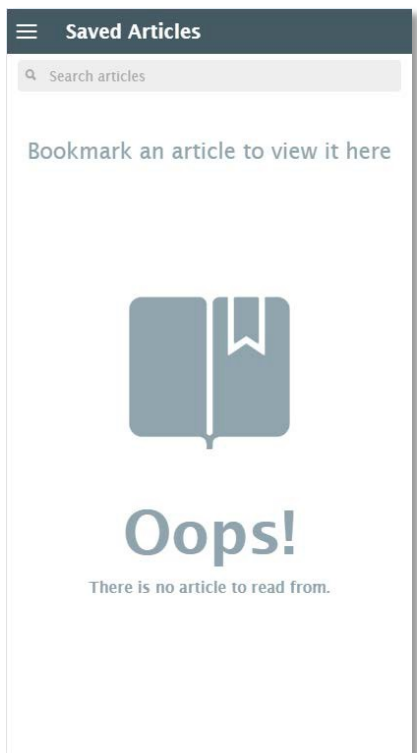 Saved Articles
Search articles
Bookmark an article to view it here
Oops!
There is no article to read from.